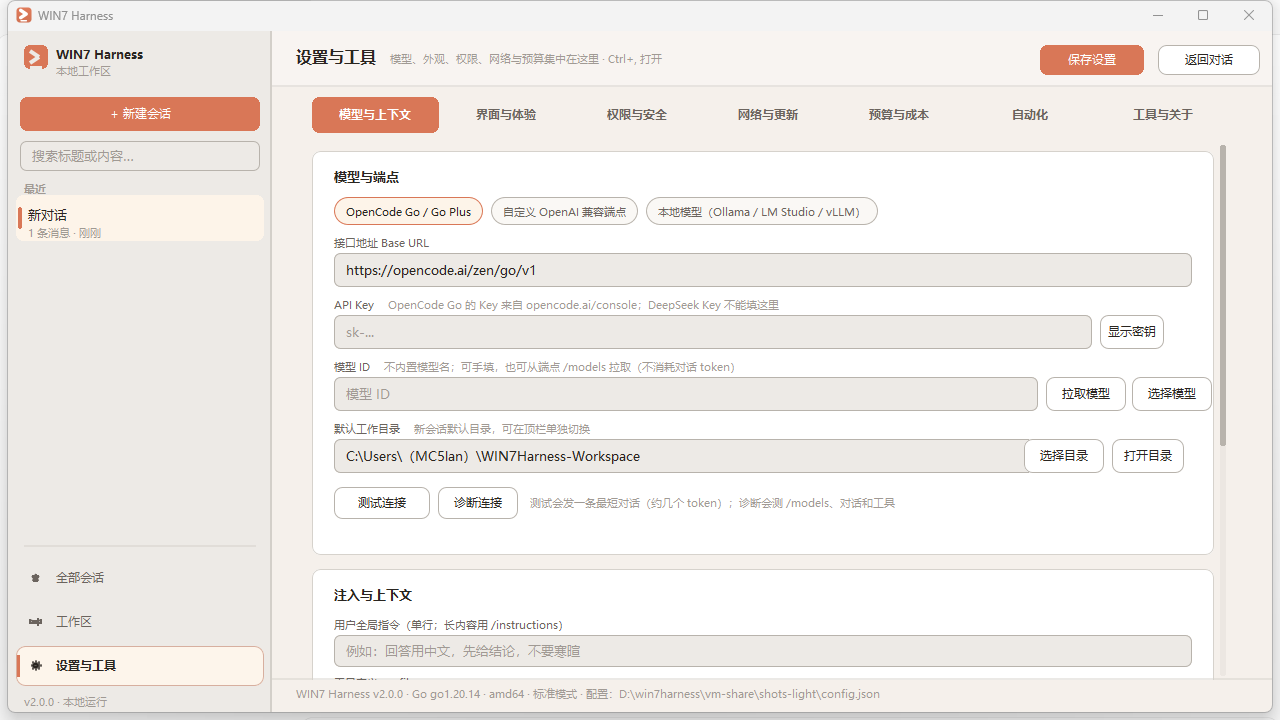 WIN7 Harness
WIN7 Harness
本地工作区
+ 新建会话
搜索标题或内容...
最近
新对话
1 条消息 · 刚刚
全部会话
工作区
设置与工具
v2.0.0 · 本地运行
设置与工具 模型、外观、权限、网络与预算集中在这里 · Ctrl+, 打开
保存设置 返回对话
模型与上下文 界面与体验 权限与安全 网络与更新 预算与成本 自动化 工具与关于
模型与端点
OpenCode Go / Go Plus 自定义 OpenAI 兼容端点 本地模型（Ollama / LM Studio / vLLM）
接口地址 Base URL
https://opencode.ai/zen/go/v1
API Key OpenCode Go 的 Key 来自 opencode.ai/console；DeepSeek Key 不能填这里
sk-... 显示密钥
模型 ID 不内置模型名；可手填，也可从端点 /models 拉取（不消耗对话 token）
模型 ID 拉取模型 选择模型
默认工作目录 新会话默认目录，可在顶栏单独切换
C:\Users\（MC5lan）\WIN7Harness-Workspace 选择目录 打开目录
测试连接 诊断连接 测试会发一条最短对话（约几个 token）；诊断会测 /models、对话和工具
注入与上下文
用户全局指令（单行；长内容用 /instructions）
例如：回答用中文，先给结论，不要寒暄
WIN7 Harness v2.0.0 · Go go1.20.14 · amd64 · 标准模式 · 配置：D:\win7harness\vm-share\shots-light\config.json